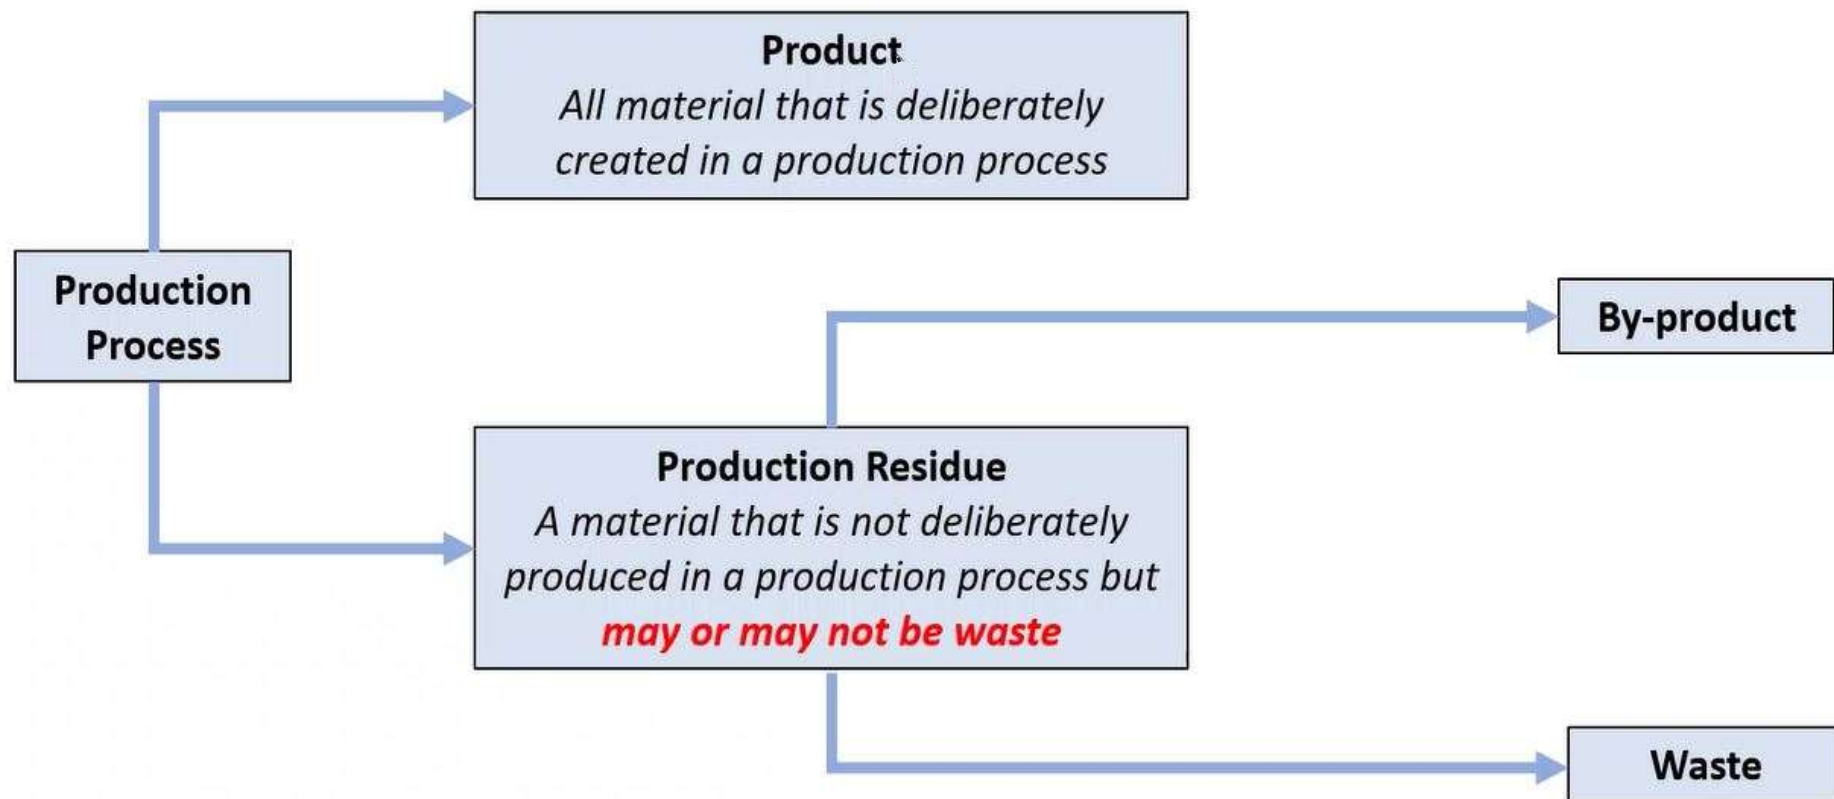 Product
All material that is deliberately
created in a production process
Production
Process
By-product
Production Residue
A material that is not deliberately
produced in a production process but
may or may not be waste
Waste